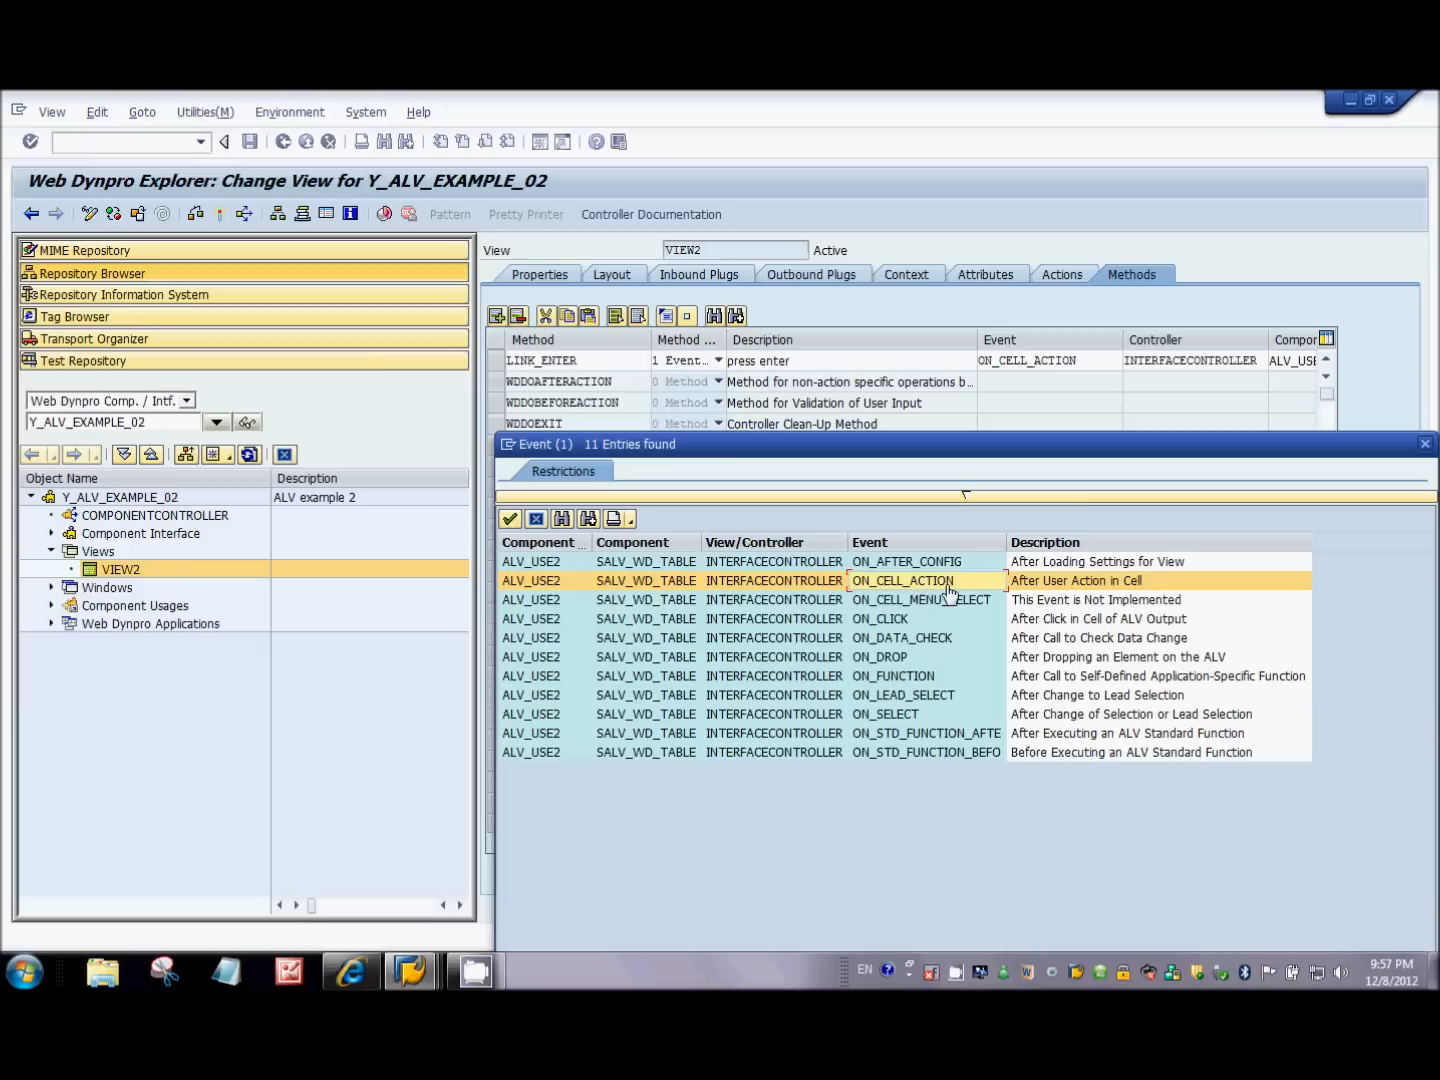 View Edit Goto Utilities(M) Environment System Help
Web Dynpro Explorer: Change View for Y_ALV_EXAMPLE_02
Pattern Pretty Printer Controller Documentation
MIME Repository
Repository Browser
Repository Information System
Tag Browser
Transport Organizer
Test Repository
Web Dynpro Comp. / Intf.
Y_ALV_EXAMPLE_02
Object Name Description
Y_ALV_EXAMPLE_02 ALV example 2
COMPONENTCONTROLLER
Component Interface
Views
VIEW2
Windows
Component Usages
Web Dynpro Applications
View VIEW2 Active
Properties Layout Inbound Plugs Outbound Plugs Context Attributes Actions Methods
Method Method ... Description Event Controller Compor
LINK_ENTER 1 Event... press enter ON_CELL_ACTION INTERFACECONTROLLER ALV_USE
WDDOAFTERACTION 0 Method Method for non-action specific operations b...
WDDOBEFOREACTION 0 Method Method for Validation of User Input
WDDOEXIT 0 Method Controller Clean-Up Method
Event (1) 11 Entries found
Restrictions
Component ... Component View/Controller Event Description
ALV_USE2 SALV_WD_TABLE INTERFACECONTROLLER ON_AFTER_CONFIG After Loading Settings for View
ALV_USE2 SALV_WD_TABLE INTERFACECONTROLLER ON_CELL_ACTION After User Action in Cell
ALV_USE2 SALV_WD_TABLE INTERFACECONTROLLER ON_CELL_MENU_SELECT This Event is Not Implemented
ALV_USE2 SALV_WD_TABLE INTERFACECONTROLLER ON_CLICK After Click in Cell of ALV Output
ALV_USE2 SALV_WD_TABLE INTERFACECONTROLLER ON_DATA_CHECK After Call to Check Data Change
ALV_USE2 SALV_WD_TABLE INTERFACECONTROLLER ON_DROP After Dropping an Element on the ALV
ALV_USE2 SALV_WD_TABLE INTERFACECONTROLLER ON_FUNCTION After Call to Self-Defined Application-Specific Function
ALV_USE2 SALV_WD_TABLE INTERFACECONTROLLER ON_LEAD_SELECT After Change to Lead Selection
ALV_USE2 SALV_WD_TABLE INTERFACECONTROLLER ON_SELECT After Change of Selection or Lead Selection
ALV_USE2 SALV_WD_TABLE INTERFACECONTROLLER ON_STD_FUNCTION_AFTE After Executing an ALV Standard Function
ALV_USE2 SALV_WD_TABLE INTERFACECONTROLLER ON_STD_FUNCTION_BEFO Before Executing an ALV Standard Function
EN 9:57 PM
12/8/2012